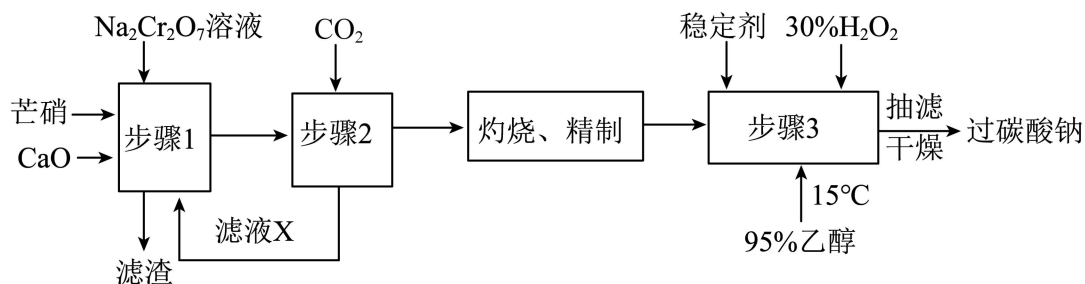 Na₂Cr₂O₇溶液
CO₂
稳定剂 30%H₂O₂
芒硝
CaO
步骤1
步骤2
灼烧、精制
步骤3
抽滤
干燥
过碳酸钠
滤液X
滤渣
15℃
95%乙醇